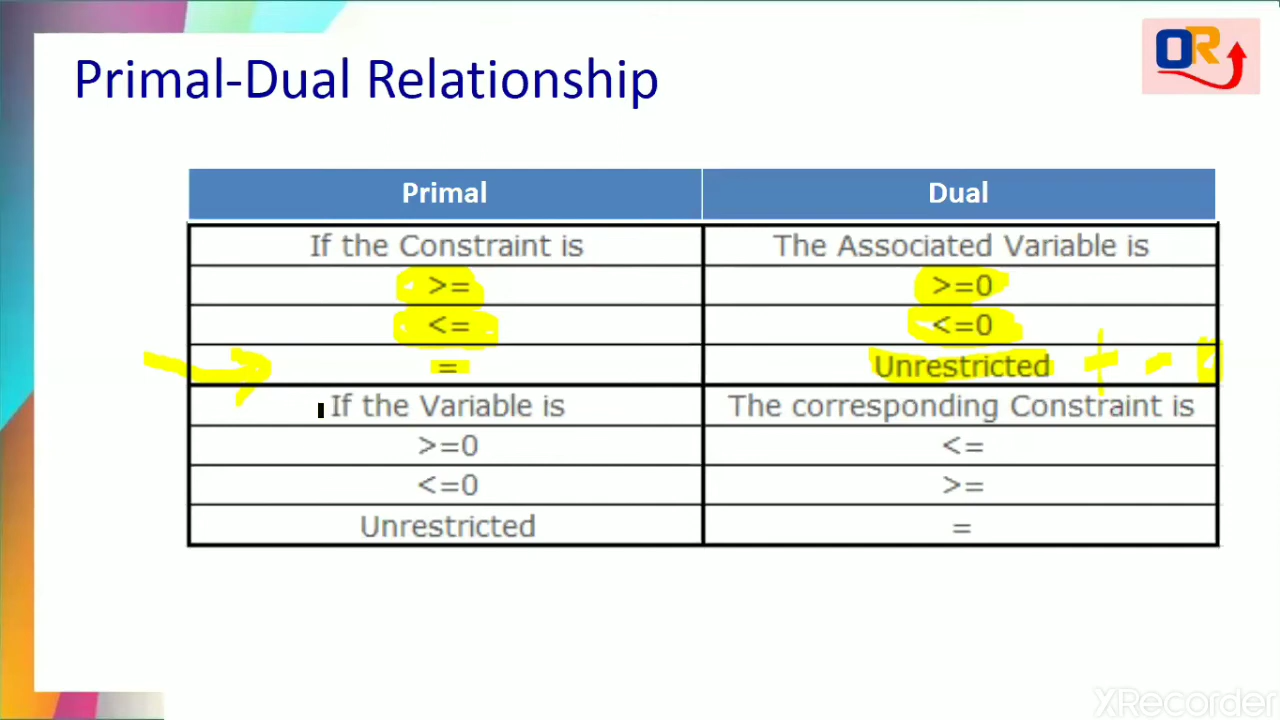 OR
Primal-Dual Relationship
Primal Dual
If the Constraint is The Associated Variable is
>= >=0
<= <=0
= Unrestricted + - 0
If the Variable is The corresponding Constraint is
>=0 <=
<=0 >=
Unrestricted =
XRecorder